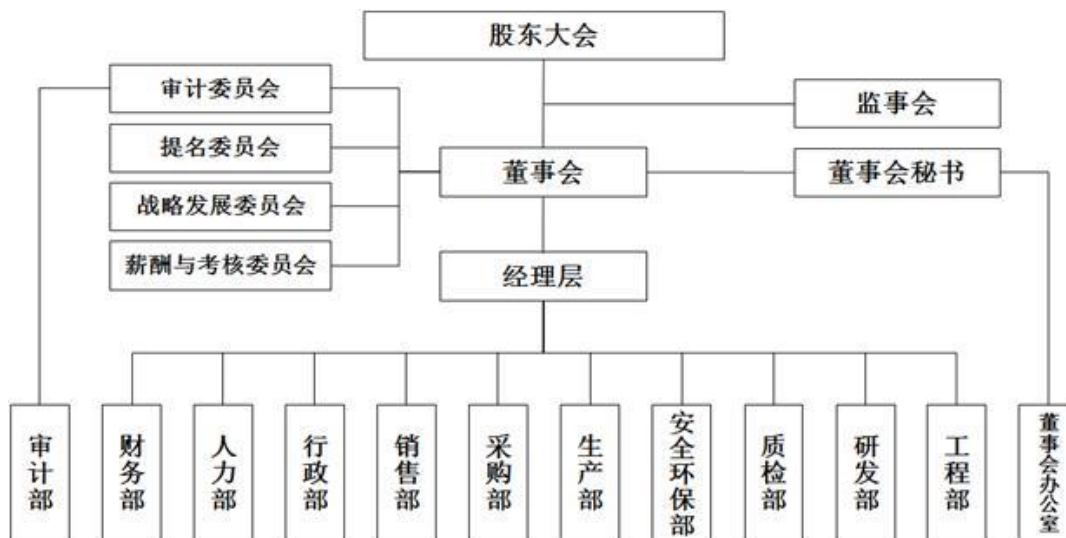 股东大会
审计委员会
监事会
提名委员会
董事会
董事会秘书
战略发展委员会
薪酬与考核委员会
经理层
审计部
财务部
人力部
行政部
销售部
采购部
生产部
安全环保部
质检部
研发部
工程部
董事会办公室